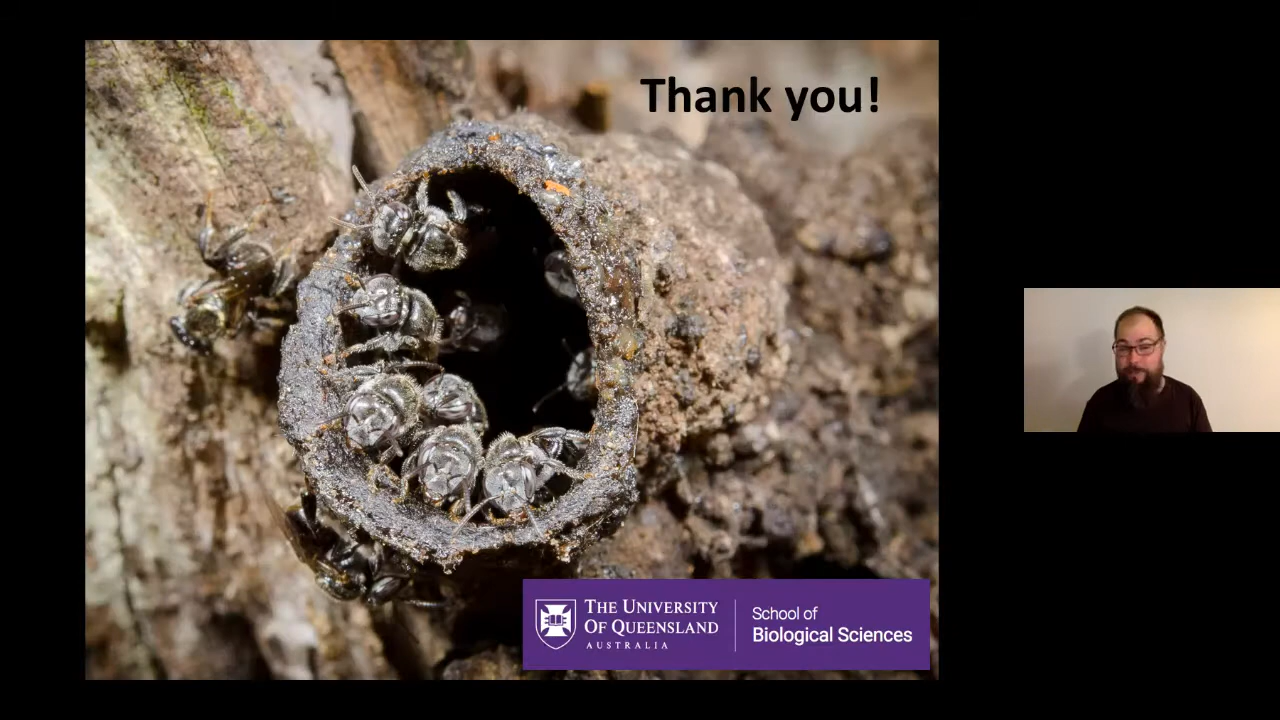 Thank you!
THE UNIVERSITY
OF QUEENSLAND
AUSTRALIA
School of
Biological Sciences